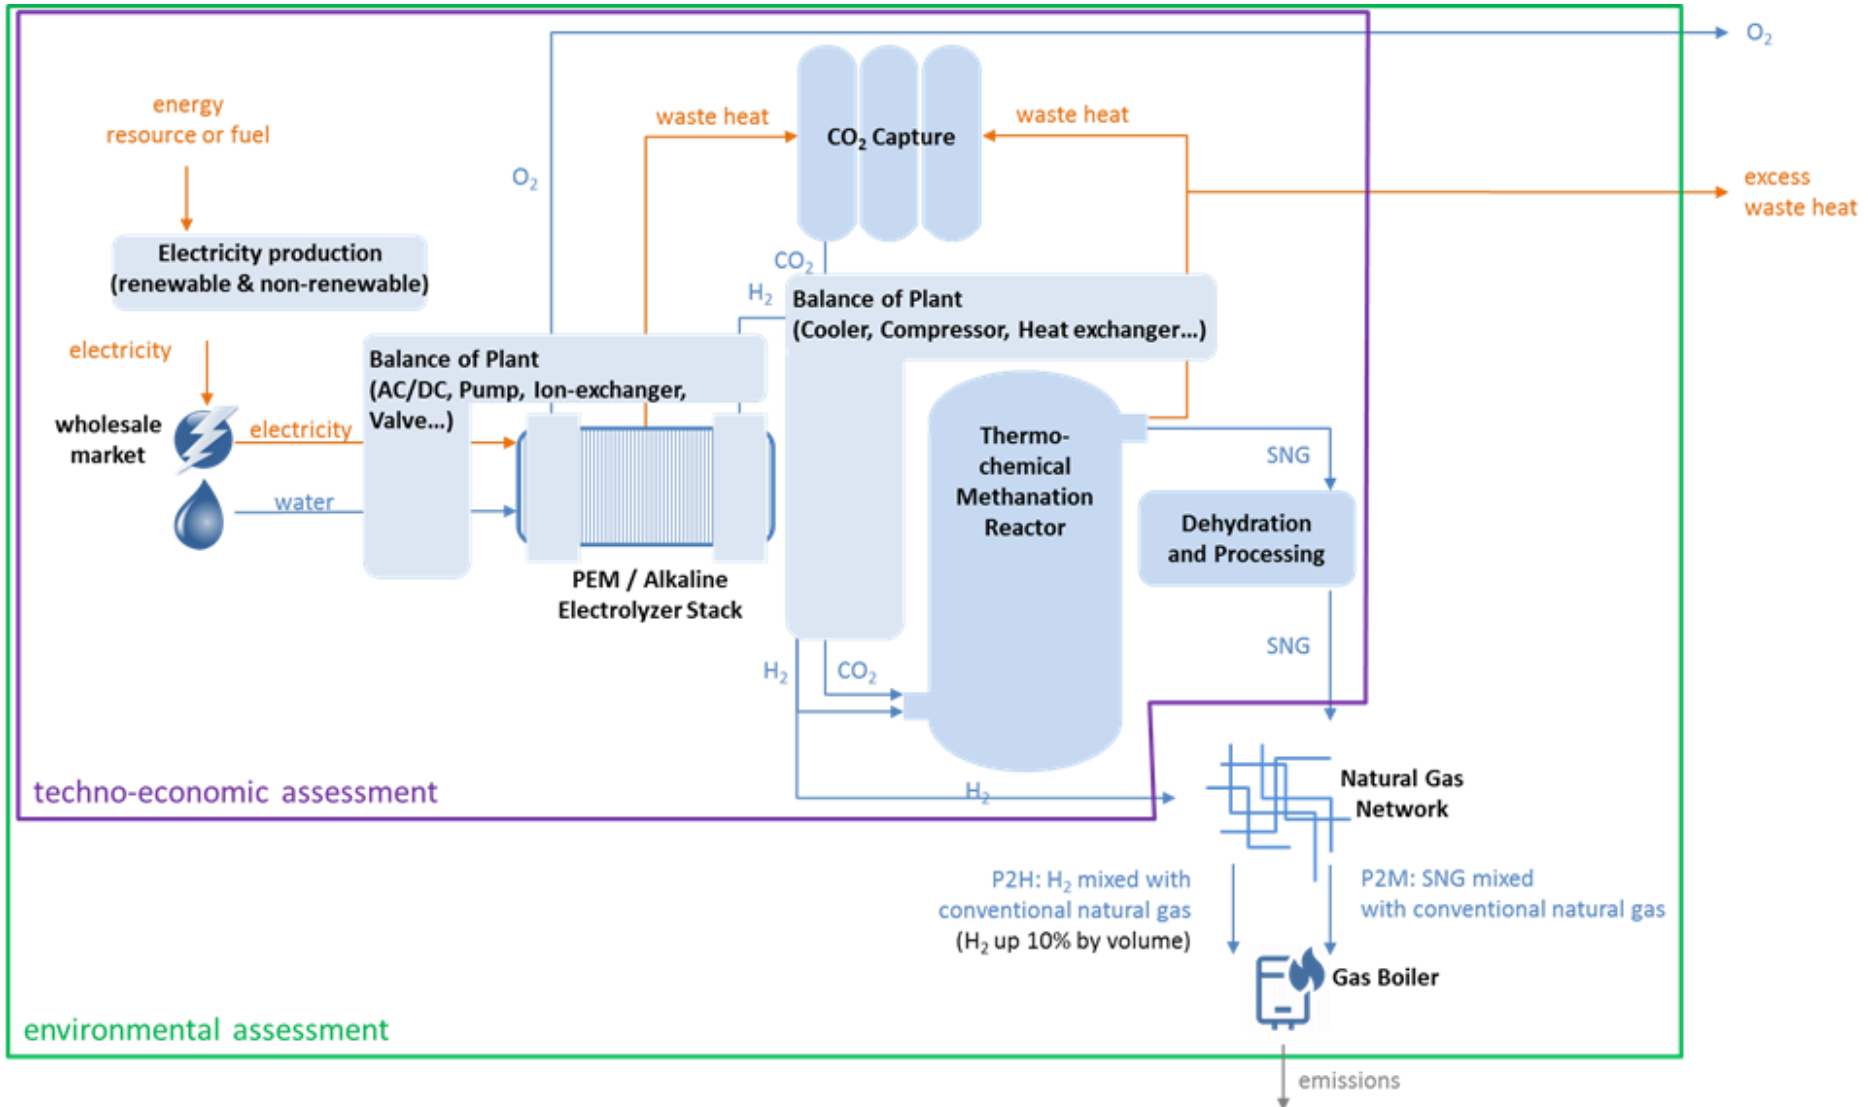 O₂
energy
resource or fuel
waste heat
CO₂ Capture
waste heat
O₂
excess
waste heat
Electricity production
(renewable & non-renewable)
CO₂
H₂
Balance of Plant
(Cooler, Compressor, Heat exchanger...)
electricity
Balance of Plant
(AC/DC, Pump, Ion-exchanger,
Valve...)
wholesale
market
electricity
water
Thermo-
chemical
Methanation
Reactor
SNG
Dehydration
and Processing
PEM / Alkaline
Electrolyzer Stack
SNG
H₂
CO₂
techno-economic assessment
H₂
Natural Gas
Network
P2H: H₂ mixed with
conventional natural gas
(H₂ up 10% by volume)
P2M: SNG mixed
with conventional natural gas
Gas Boiler
environmental assessment
emissions